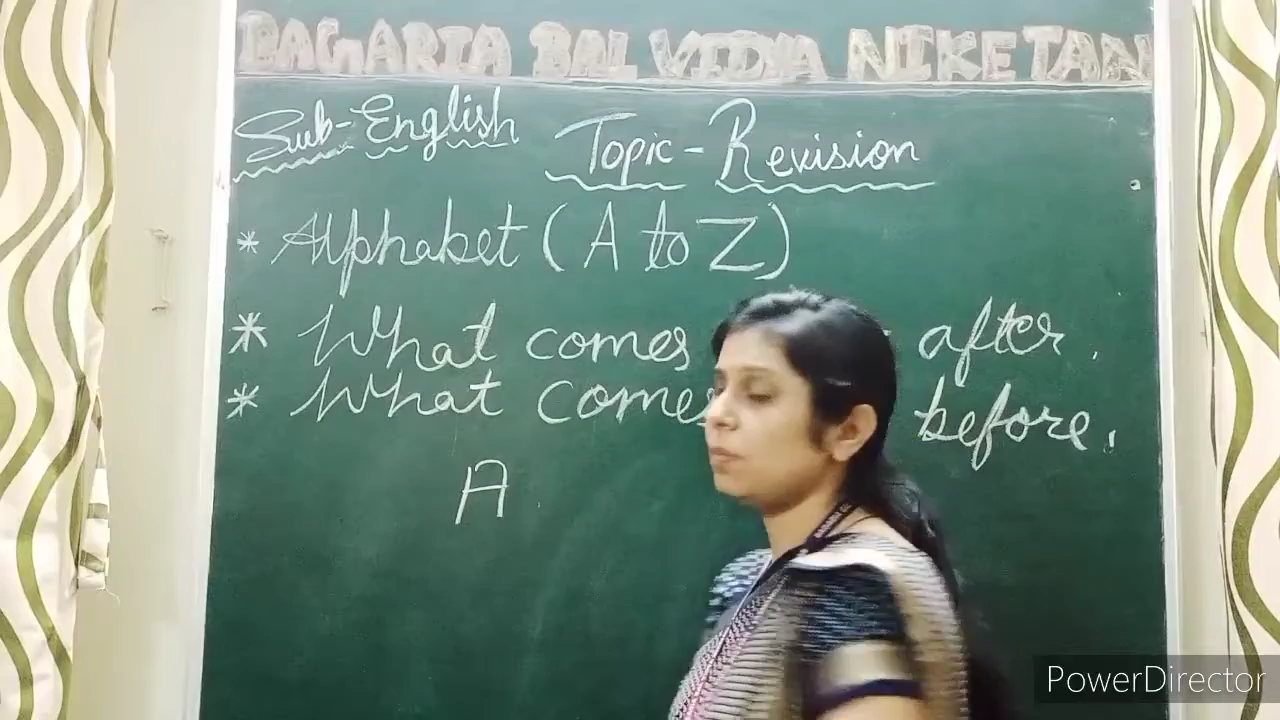 BAGARIA BAL VIDYA NIKETAN
Sub-English Topic-Revision
* Alphabet (A to Z)
* What comes after.
* What comes before.
A
PowerDirector